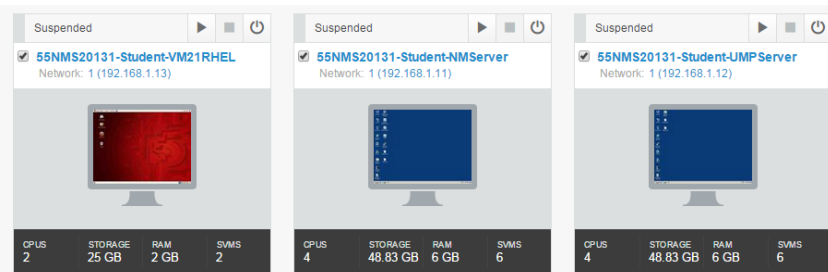 Suspended
55NMS20131-Student-VM21RHEL
Network: 1 (192.168.1.13)
CPUS STORAGE RAM SVMS
2 25 GB 2 GB 2
Suspended
55NMS20131-Student-NMServer
Network: 1 (192.168.1.11)
CPUS STORAGE RAM SVMS
4 48.83 GB 6 GB 6
Suspended
55NMS20131-Student-UMPServer
Network: 1 (192.168.1.12)
CPUS STORAGE RAM SVMS
4 48.83 GB 6 GB 6